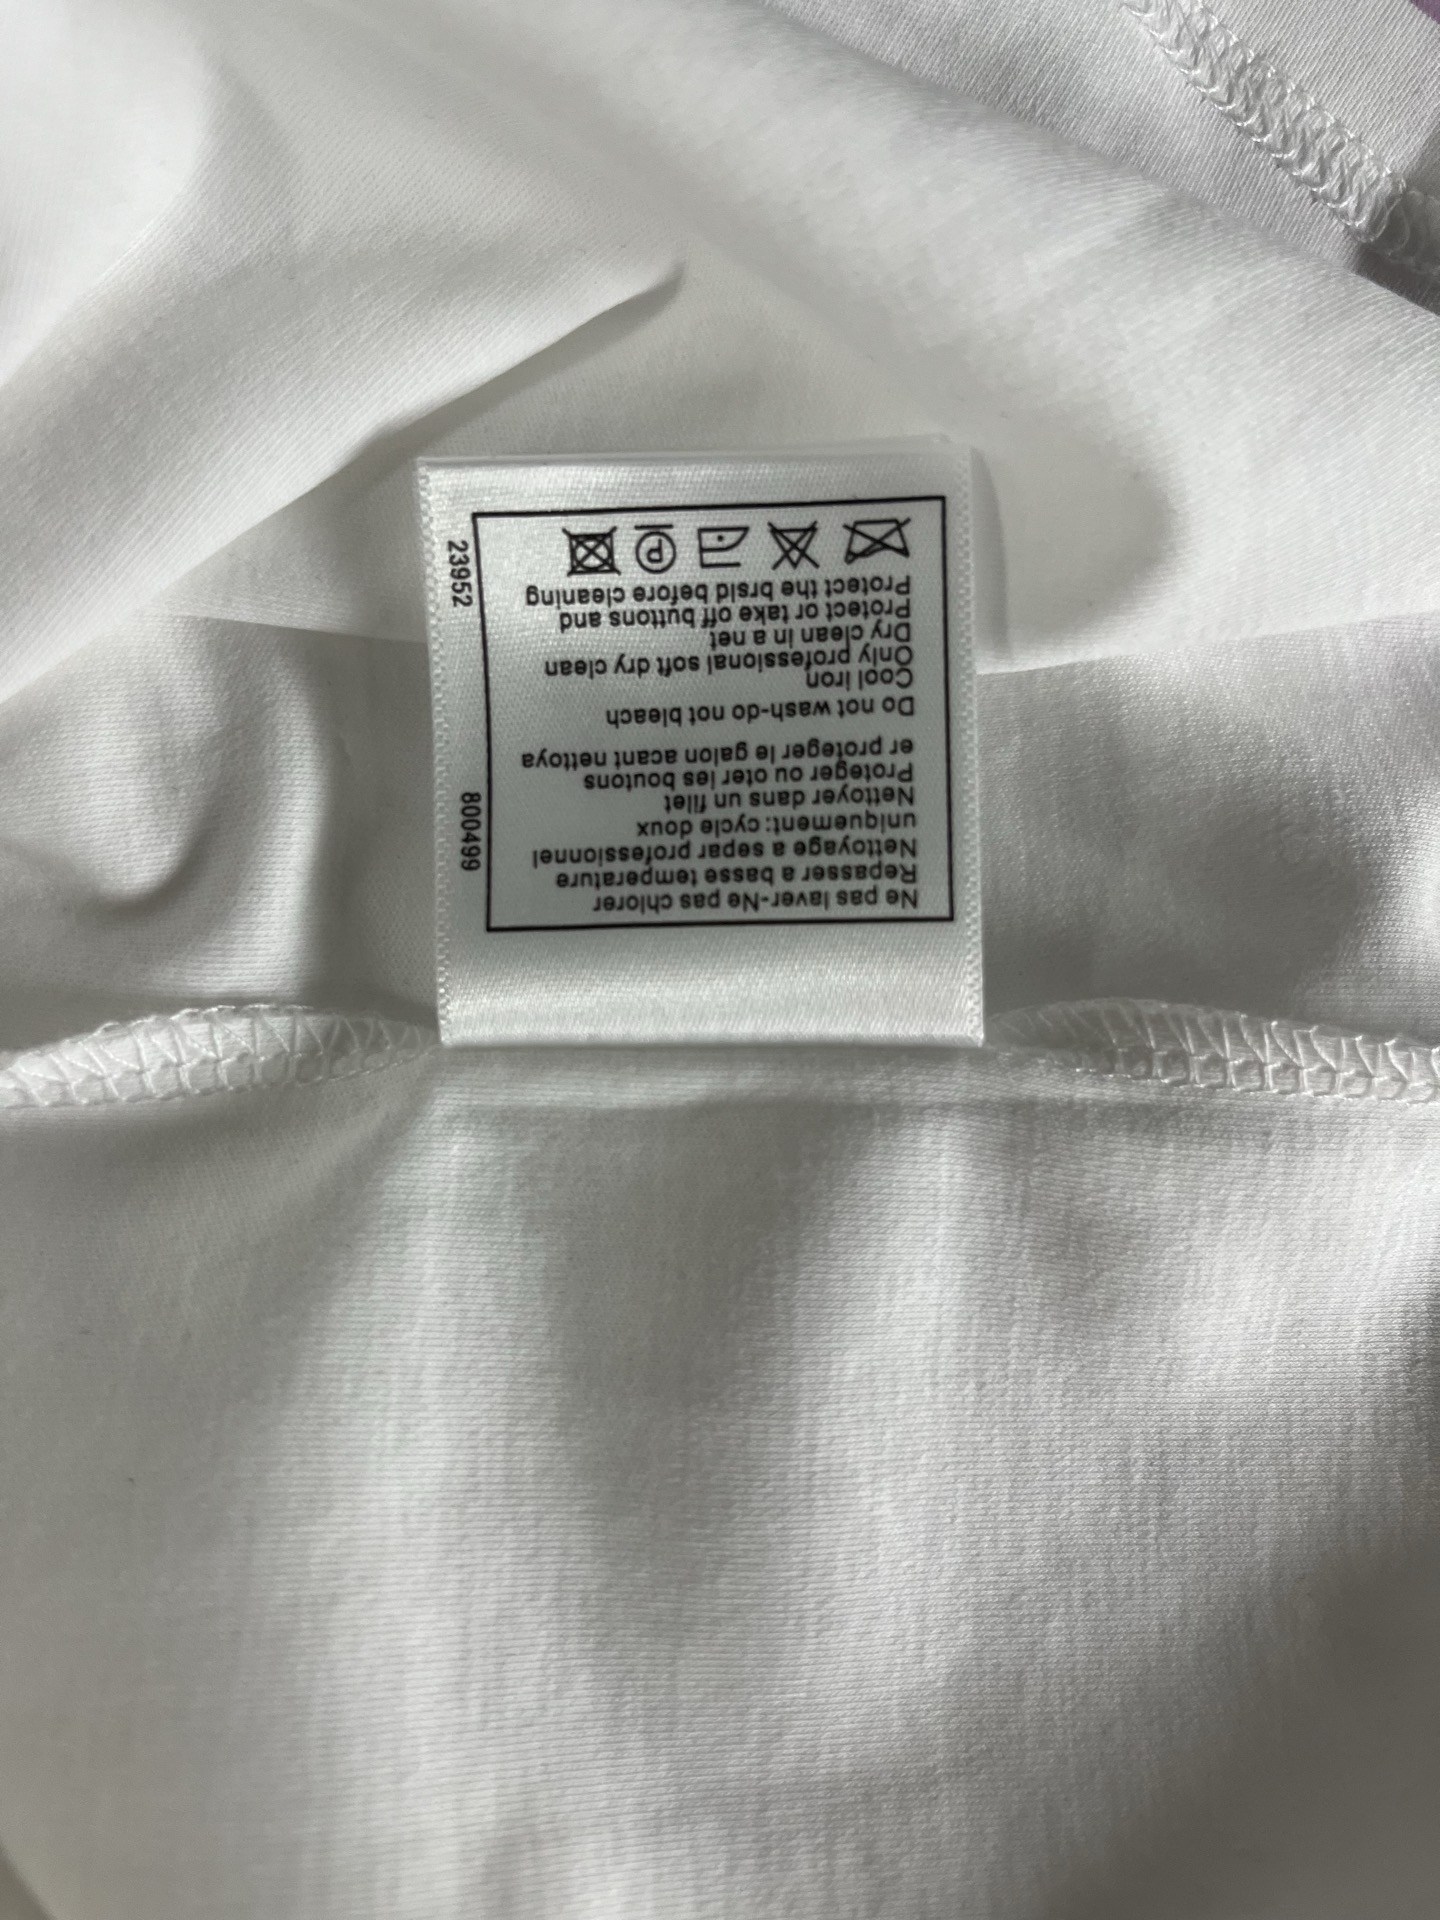 Ne pas laver-Ne pas chlorer
Repasser a basse temperature
Nettoyage a separ professionnel
uniquement: cycle doux
Nettoyer dans un filet
Proteger ou oter ies boutons
er proteger le galon acant nettoya
Do not wash-do not bleach
Cool iron
Only professional soft dry clean
Dry clean in a net
Protect or take off buttons and
Protect the brsid before cleaning
P
800499
23952